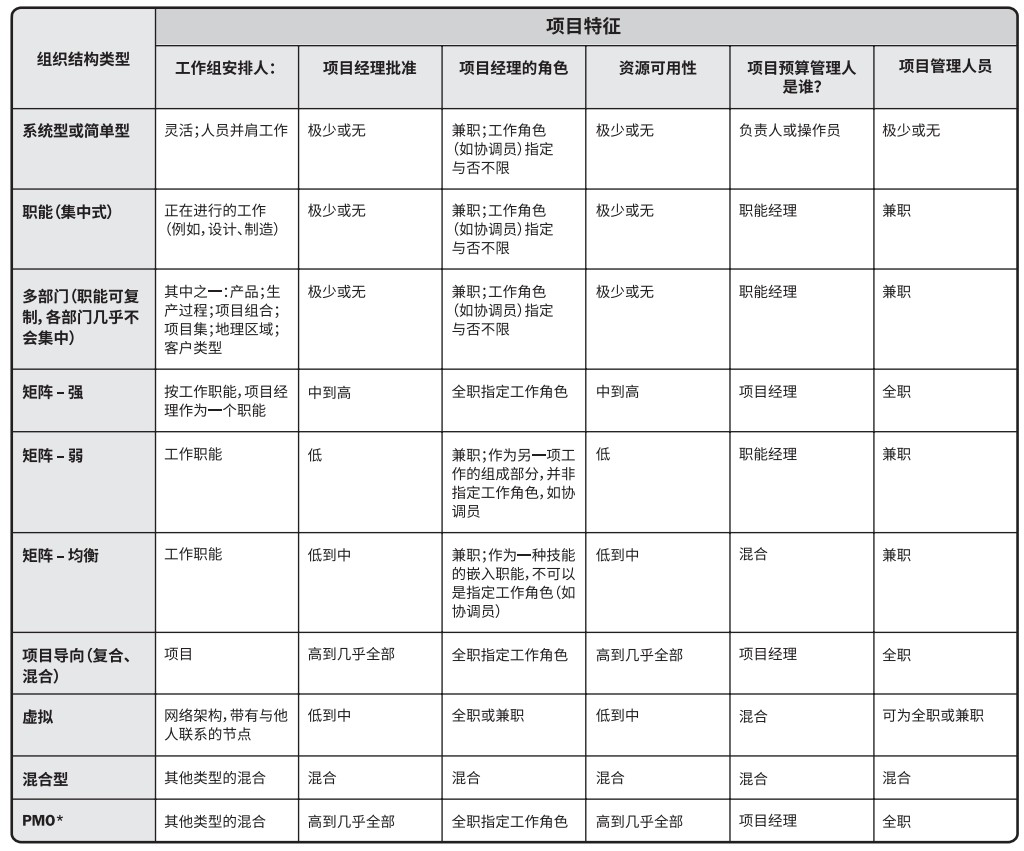 组织结构类型
项目特征
工作组安排人：
项目经理批准
项目经理的角色
资源可用性
项目预算管理人
是谁？
项目管理人员
系统型或简单型
灵活；人员并肩工作
极少或无
兼职；工作角色
（如协调员）指定
与否不限
极少或无
负责人或操作员
极少或无
职能（集中式）
正在进行的工作
（例如，设计、制造）
极少或无
兼职；工作角色
（如协调员）指定
与否不限
极少或无
职能经理
兼职
多部门（职能可复
制，各部门几乎不
会集中）
其中之一：产品；生
产过程；项目组合；
项目集；地理区域；
客户类型
极少或无
兼职；工作角色
（如协调员）指定
与否不限
极少或无
职能经理
兼职
矩阵 – 强
按工作职能，项目经
理作为一个职能
中到高
全职指定工作角色
中到高
项目经理
全职
矩阵 – 弱
工作职能
低
兼职；作为另一项工
作的组成部分，并非
指定工作角色，如协
调员
低
职能经理
兼职
矩阵 – 均衡
工作职能
低到中
兼职；作为一种技能
的嵌入职能，不可以
是指定工作角色（如
协调员）
低到中
混合
兼职
项目导向（复合、
混合）
项目
高到几乎全部
全职指定工作角色
高到几乎全部
项目经理
全职
虚拟
网络架构，带有与他
人联系的节点
低到中
全职或兼职
低到中
混合
可为全职或兼职
混合型
其他类型的混合
混合
混合
混合
混合
混合
PMO*
其他类型的混合
高到几乎全部
全职指定工作角色
高到几乎全部
项目经理
全职